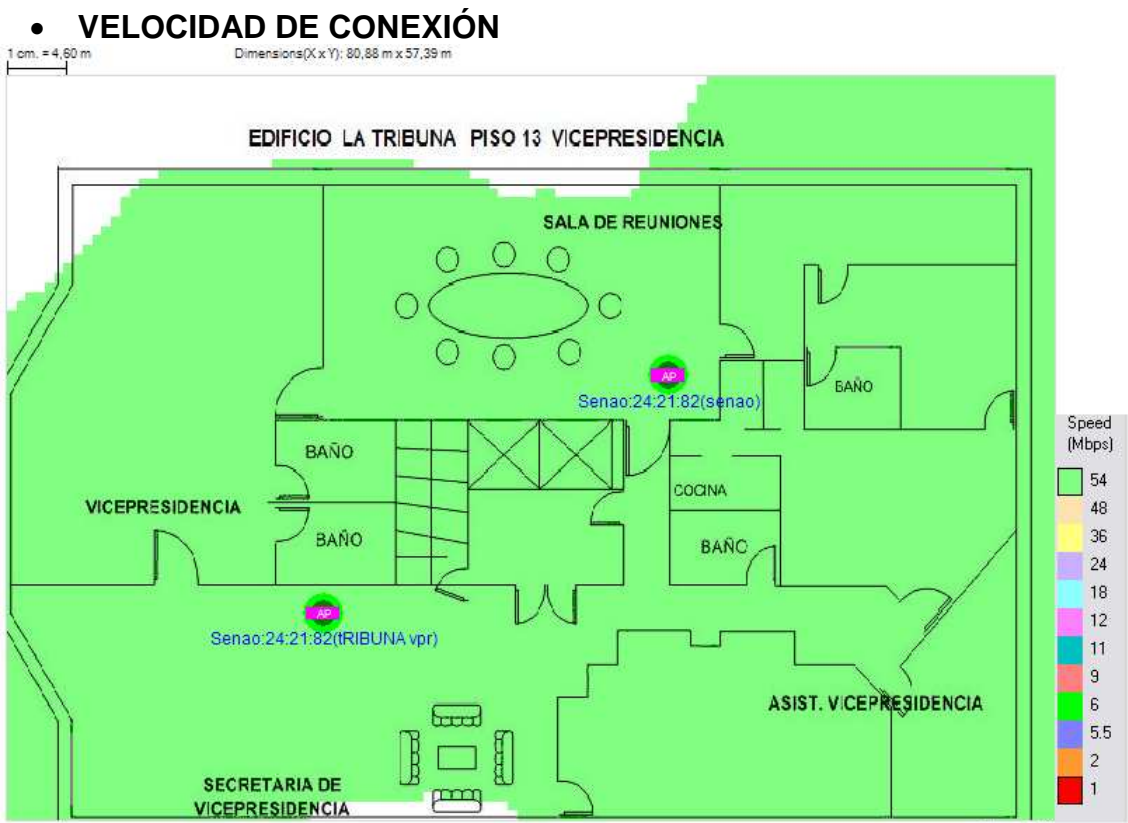 • VELOCIDAD DE CONEXIÓN
1 cm. = 4,60 m
Dimensions(X x Y): 80,88 m x 57,39 m
EDIFICIO LA TRIBUNA PISO 13 VICEPRESIDENCIA
SALA DE REUNIONES
AP
Senao:24:21:82(senao)
BAÑO
BAÑO
VICEPRESIDENCIA
COCINA
BAÑO
BAÑO
AP
Senao:24:21:82(tRIBUNA vpr)
ASIST. VICEPRESIDENCIA
SECRETARIA DE
VICEPRESIDENCIA
Speed
(Mbps)
54
48
36
24
18
12
11
9
6
5.5
2
1